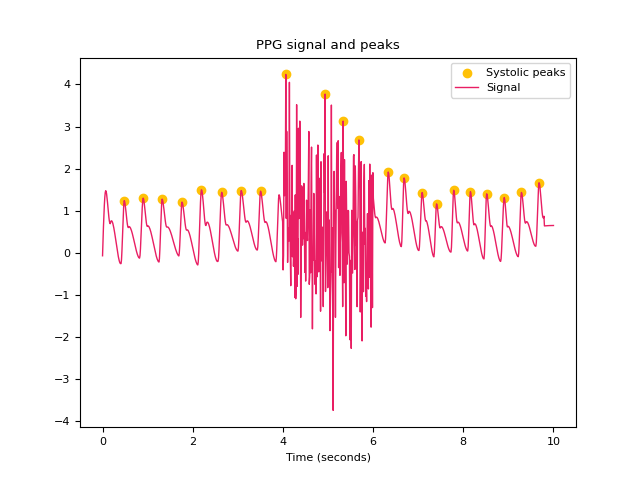 PPG signal and peaks
Systolic peaks
Signal
4
3
2
1
0
−1
−2
−3
−4
0 2 4 6 8 10
Time (seconds)